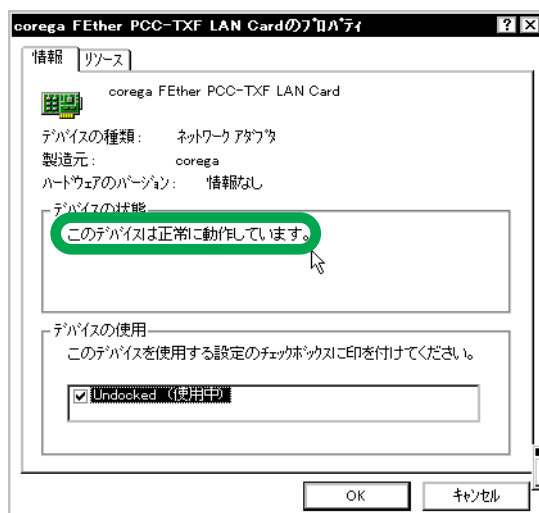 corega FEther PCC-TXF LAN Cardのﾌﾟﾛﾊﾟﾃｨ
情報 ﾘｿｰｽ
corega FEther PCC-TXF LAN Card
ﾃﾞﾊﾞｲｽの種類： ﾈｯﾄﾜｰｸ ｱﾀﾞﾌﾟﾀ
製造元： corega
ﾊｰﾄﾞｳｪｱのﾊﾞｰｼﾞｮﾝ： 情報なし
ﾃﾞﾊﾞｲｽの状態
このﾃﾞﾊﾞｲｽは正常に動作しています。
ﾃﾞﾊﾞｲｽの使用
このﾃﾞﾊﾞｲｽを使用する設定のﾁｪｯｸﾎﾞｯｸｽに印を付けてください。
Undocked （使用中）
OK ｷｬﾝｾﾙ